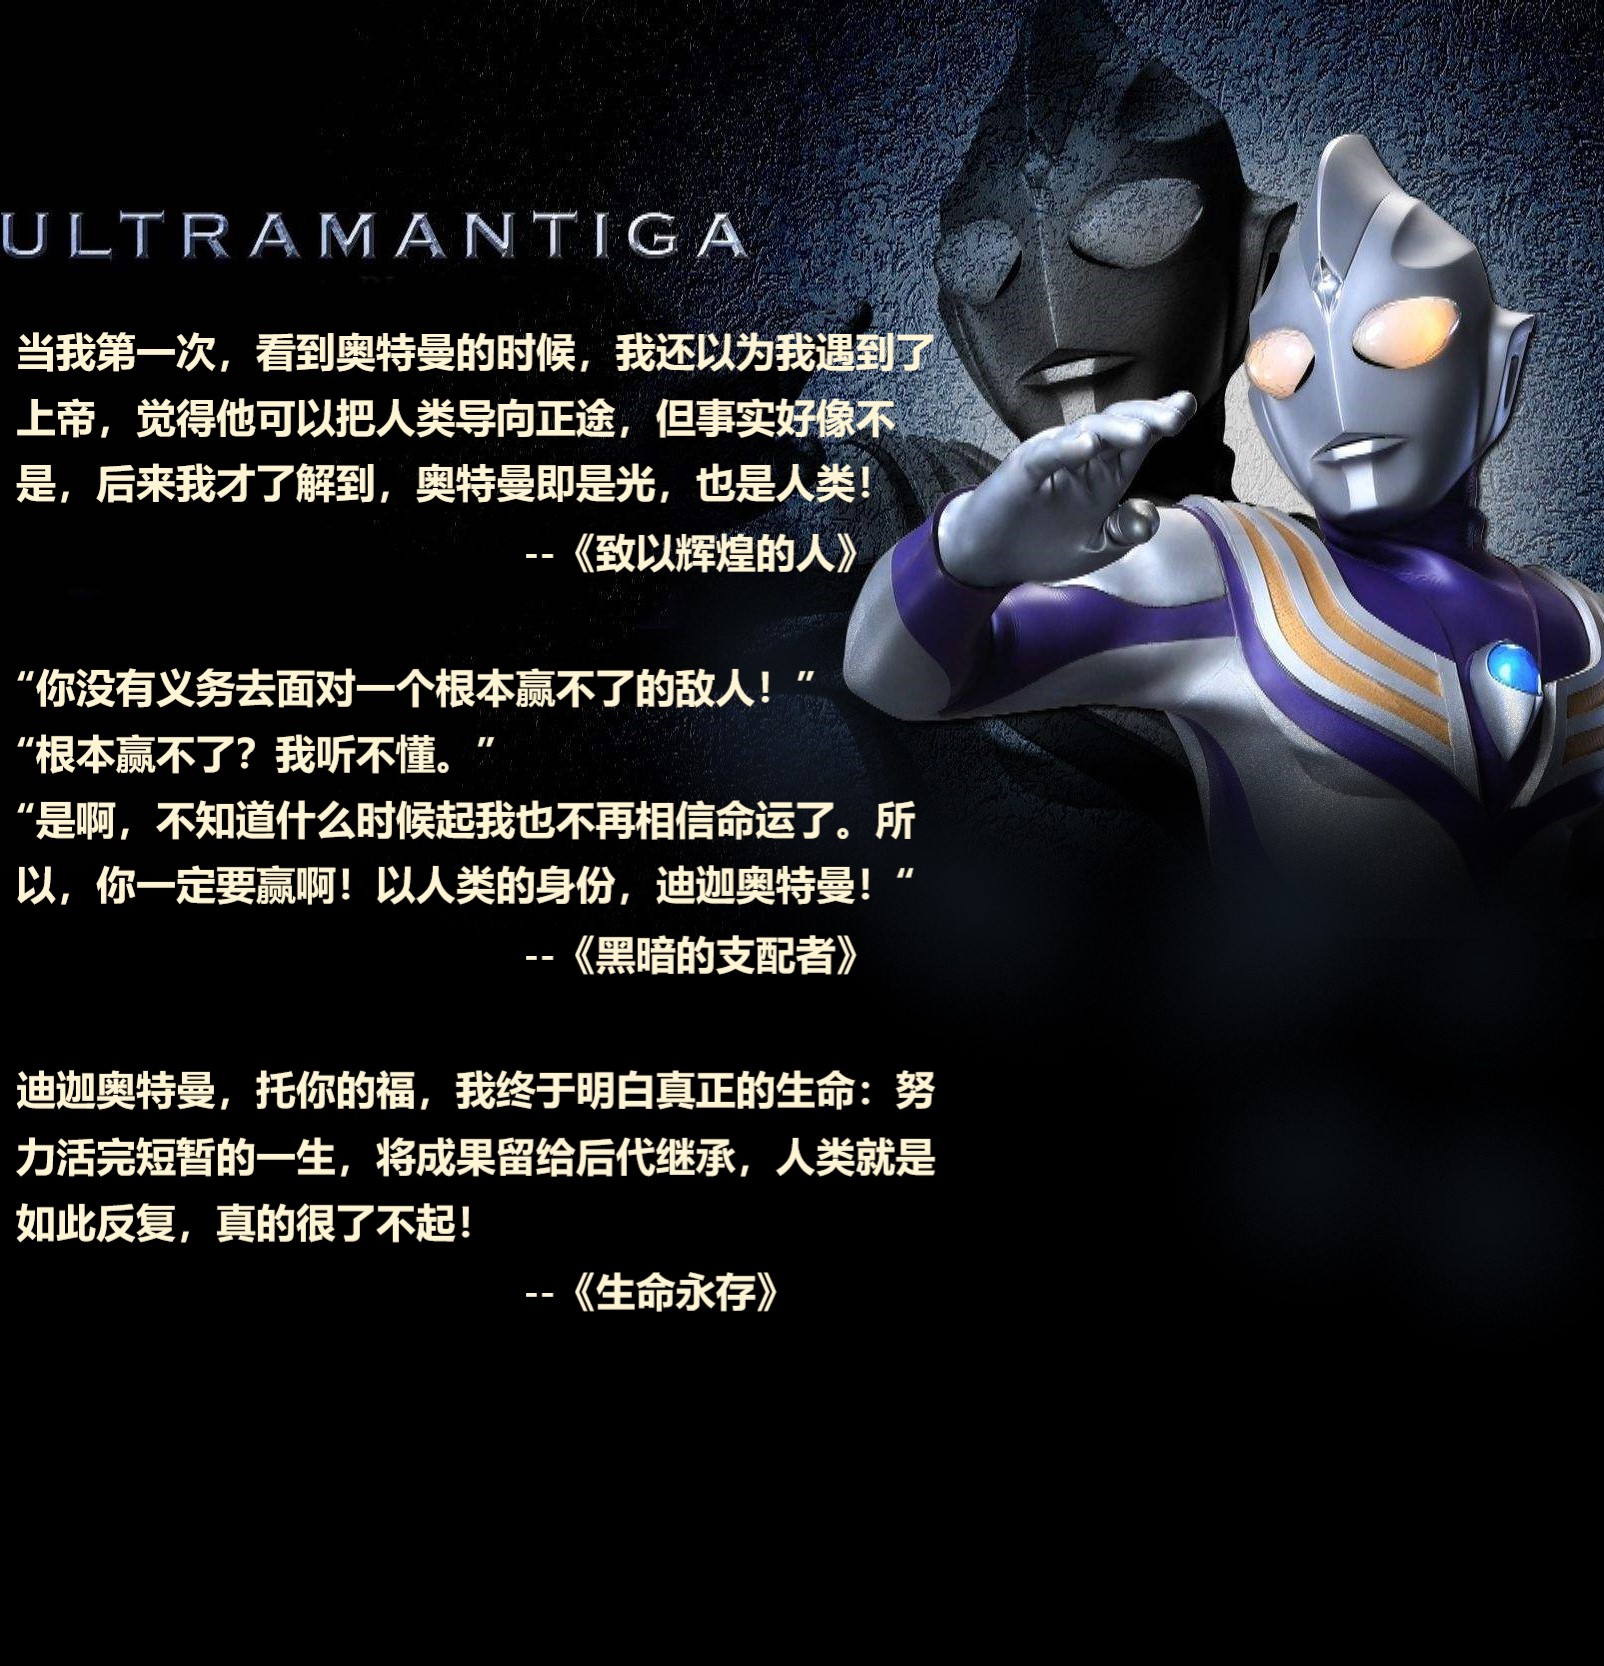 ULTRAMANTIGA
当我第一次，看到奥特曼的时候，我还以为我遇到了
上帝，觉得他可以把人类导向正途，但事实好像不
是，后来我才了解到，奥特曼即是光，也是人类！
--《致以辉煌的人》
“你没有义务去面对一个根本赢不了的敌人！”
“根本赢不了？我听不懂。”
“是啊，不知道什么时候起我也不再相信命运了。所
以，你一定要赢啊！以人类的身份，迪迦奥特曼！“
--《黑暗的支配者》
迪迦奥特曼，托你的福，我终于明白真正的生命：努
力活完短暂的一生，将成果留给后代继承，人类就是
如此反复，真的很了不起！
--《生命永存》